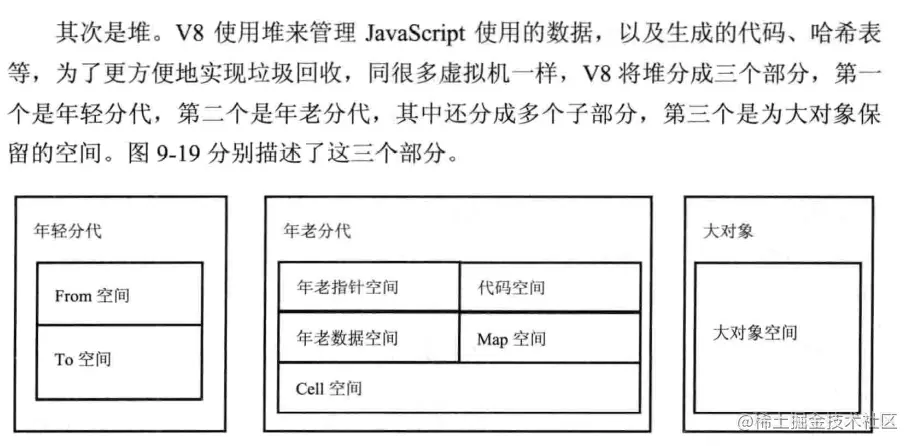 其次是堆。V8 使用堆来管理 JavaScript 使用的数据，以及生成的代码、哈希表
等，为了更方便地实现垃圾回收，同很多虚拟机一样，V8 将堆分成三个部分，第一
个是年轻分代，第二个是年老分代，其中还分成多个子部分，第三个是为大对象保
留的空间。图 9-19 分别描述了这三个部分。
年轻分代
From 空间
To 空间
年老分代
年老指针空间
代码空间
年老数据空间
Map 空间
Cell 空间
大对象
大对象空间
@稀土掘金技术社区